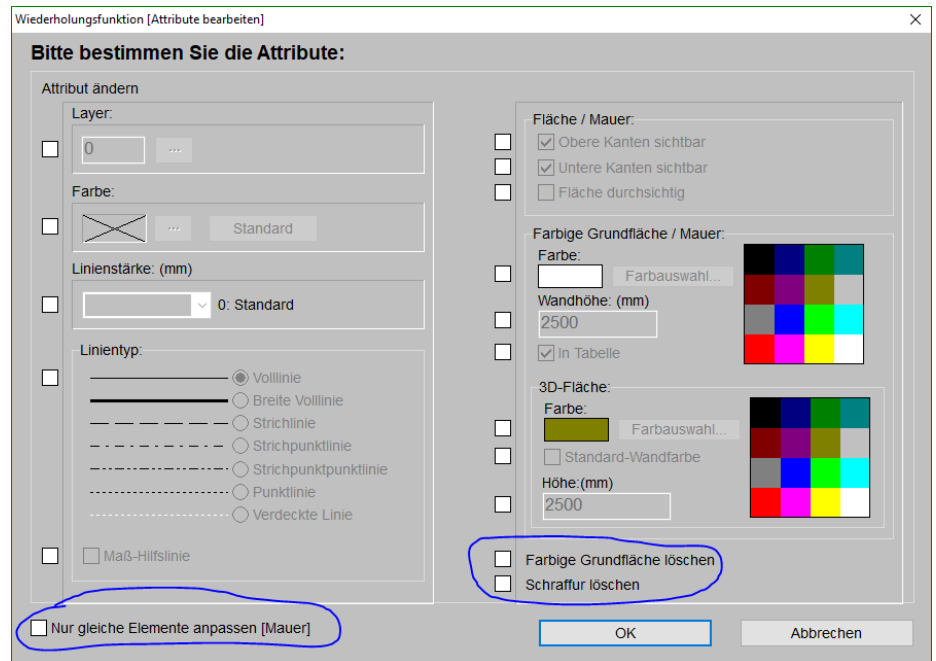 Wiederholungsfunktion [Attribute bearbeiten]
Bitte bestimmen Sie die Attribute:
Attribut ändern
Layer:
0
...
Farbe:
...
Standard
Linienstärke: (mm)
0: Standard
Linientyp:
Volllinie
Breite Volllinie
Strichlinie
Strichpunktlinie
Strichpunktpunktlinie
Punktlinie
Verdeckte Linie
Maß-Hilfslinie
Nur gleiche Elemente anpassen [Mauer]
Fläche / Mauer:
Obere Kanten sichtbar
Untere Kanten sichtbar
Fläche durchsichtig
Farbige Grundfläche / Mauer:
Farbe:
Farbauswahl...
Wandhöhe: (mm)
2500
In Tabelle
3D-Fläche:
Farbe:
Farbauswahl...
Standard-Wandfarbe
Höhe:(mm)
2500
Farbige Grundfläche löschen
Schraffur löschen
OK
Abbrechen